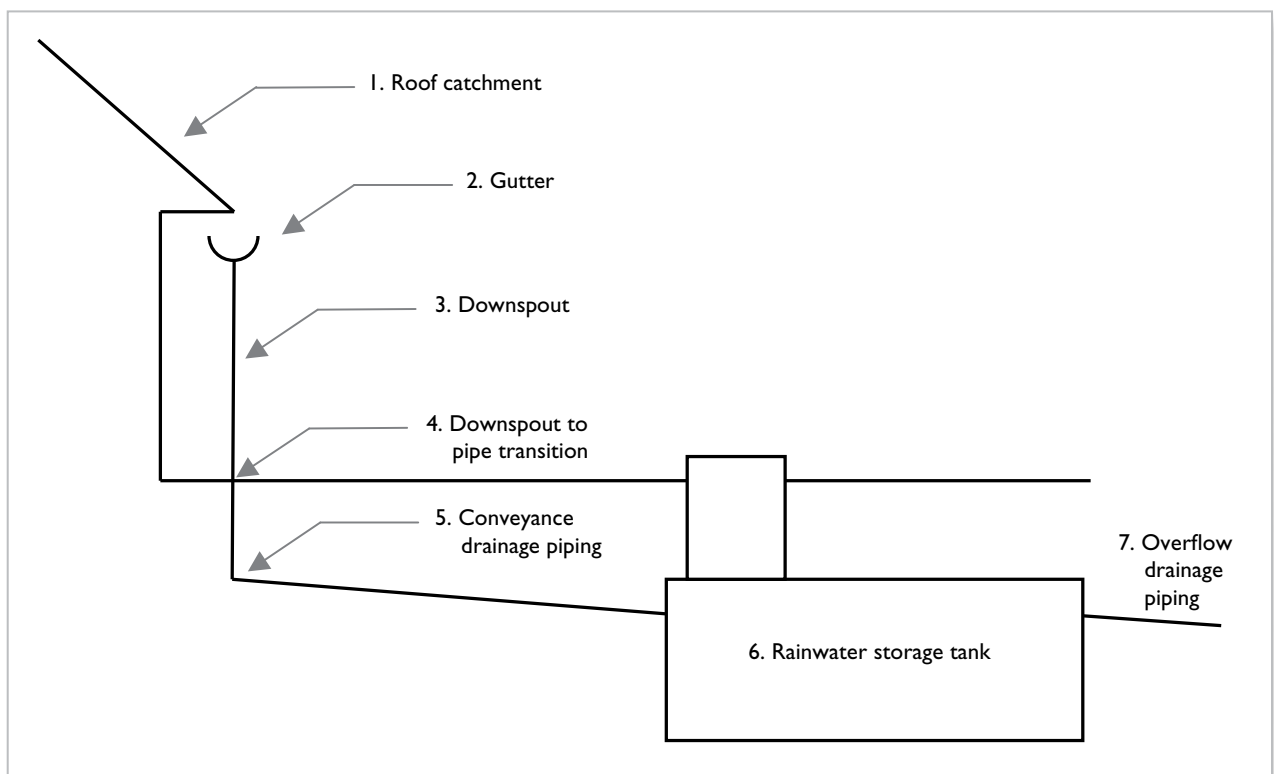 1. Roof catchment
2. Gutter
3. Downspout
4. Downspout to
pipe transition
5. Conveyance
drainage piping
7. Overflow
drainage
piping
6. Rainwater storage tank